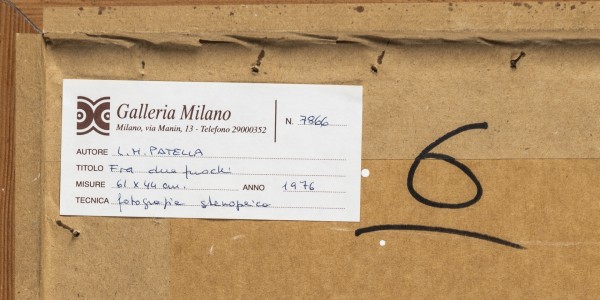 Galleria Milano
Milano, via Manin, 13 - Telefono 29000352
N. 7866
AUTORE L.M. PATELLA
TITOLO Fra due fuochi
MISURE 61 x 44 cm. ANNO 1976
TECNICA fotografia stenopeica
6